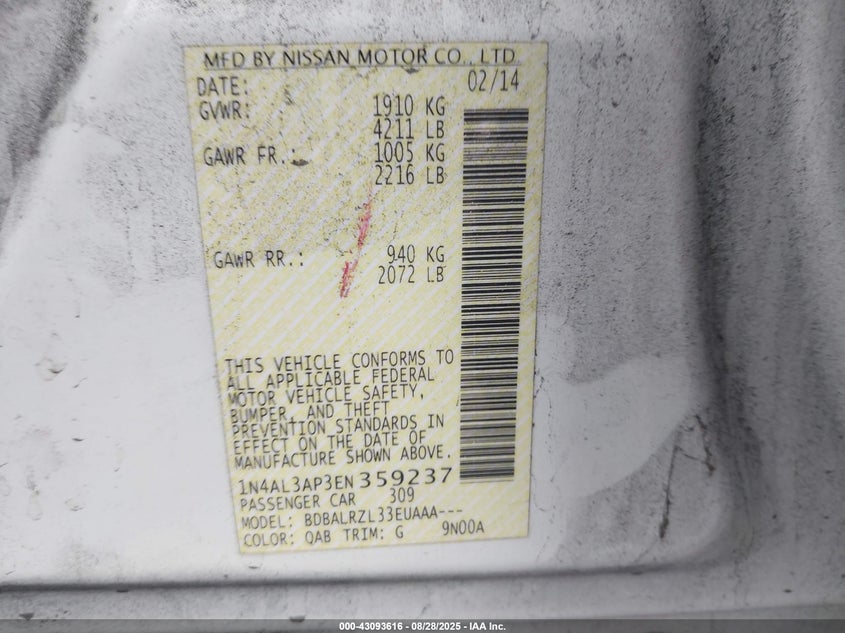 MFD BY NISSAN MOTOR CO., LTD
DATE: 02/14
GVWR: 1910 KG
4211 LB
GAWR FR.: 1005 KG
2216 LB
GAWR RR.: 940 KG
2072 LB
THIS VEHICLE CONFORMS TO
ALL APPLICABLE FEDERAL
MOTOR VEHICLE SAFETY,
BUMPER, AND THEFT
PREVENTION STANDARDS IN
EFFECT ON THE DATE OF
MANUFACTURE SHOWN ABOVE.
1N4AL3AP3EN359237
PASSENGER CAR 309
MODEL: BDBALRZL33EUAAA---
COLOR: QAB TRIM: G 9N00A
000-43093616 - 08/28/2025 - IAA Inc.